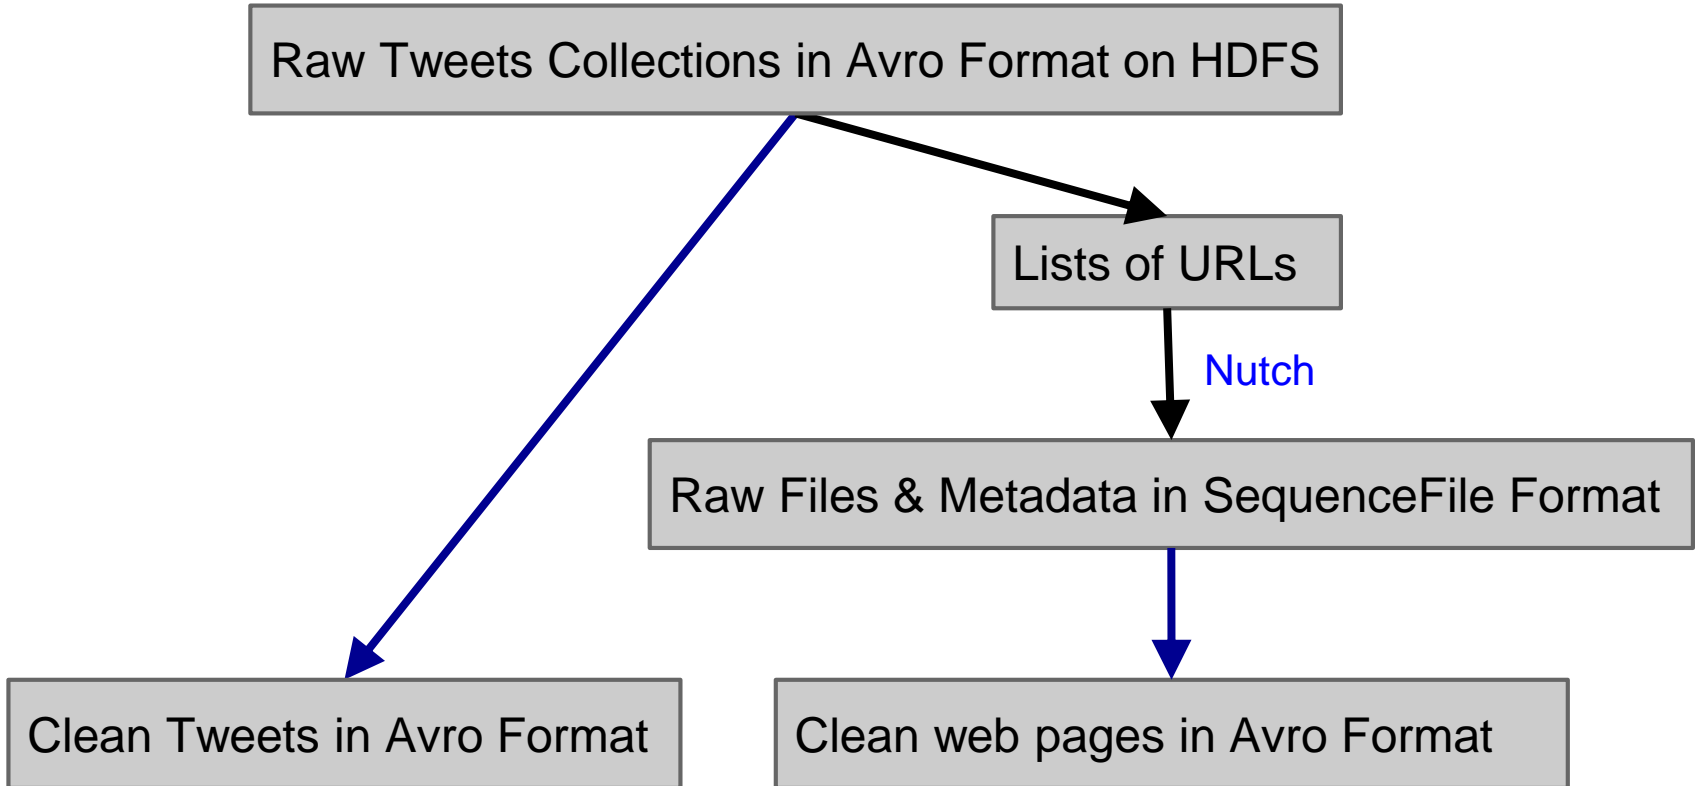 Raw Tweets Collections in Avro Format on HDFS
Lists of URLs
Nutch
Raw Files & Metadata in SequenceFile Format
Clean Tweets in Avro Format
Clean web pages in Avro Format